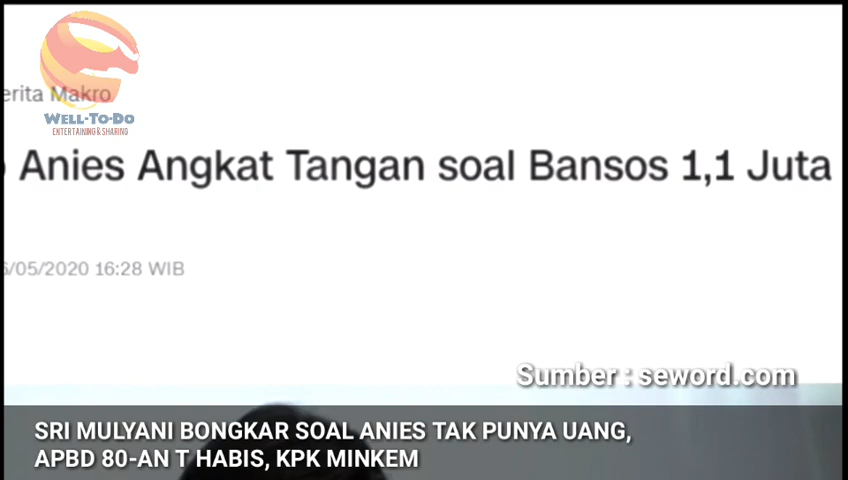 erita Makro
WELL-TO-DO
ENTERTAINING & SHARING
Anies Angkat Tangan soal Bansos 1,1 Juta
6/05/2020 16:28 WIB
Sumber : seword.com
SRI MULYANI BONGKAR SOAL ANIES TAK PUNYA UANG,
APBD 80-AN T HABIS, KPK MINKEM